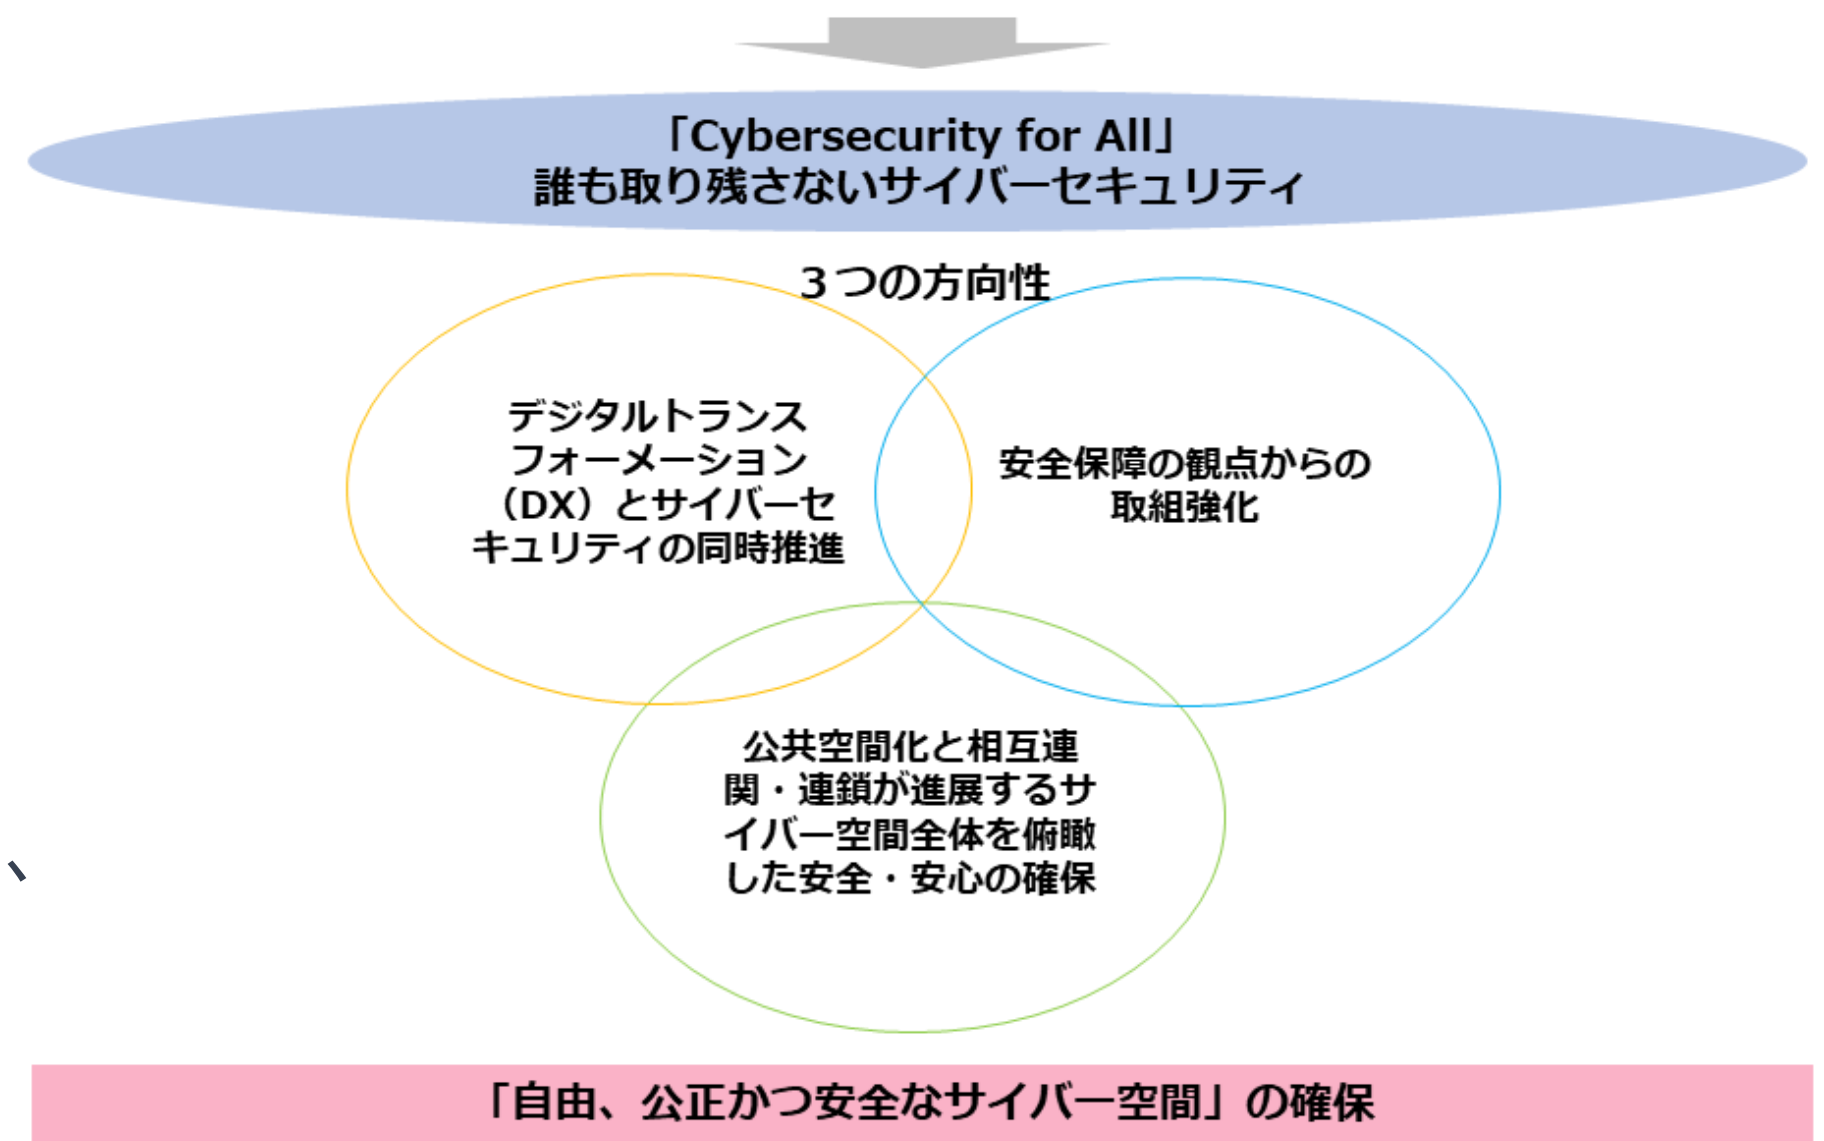 「Cybersecurity for All」
誰も取り残さないサイバーセキュリティ
３つの方向性
デジタルトランス
フォーメーション
（DX）とサイバーセ
キュリティの同時推進
安全保障の観点からの
取組強化
公共空間化と相互連
関・連鎖が進展するサ
イバー空間全体を俯瞰
した安全・安心の確保
、
「自由、公正かつ安全なサイバー空間」の確保